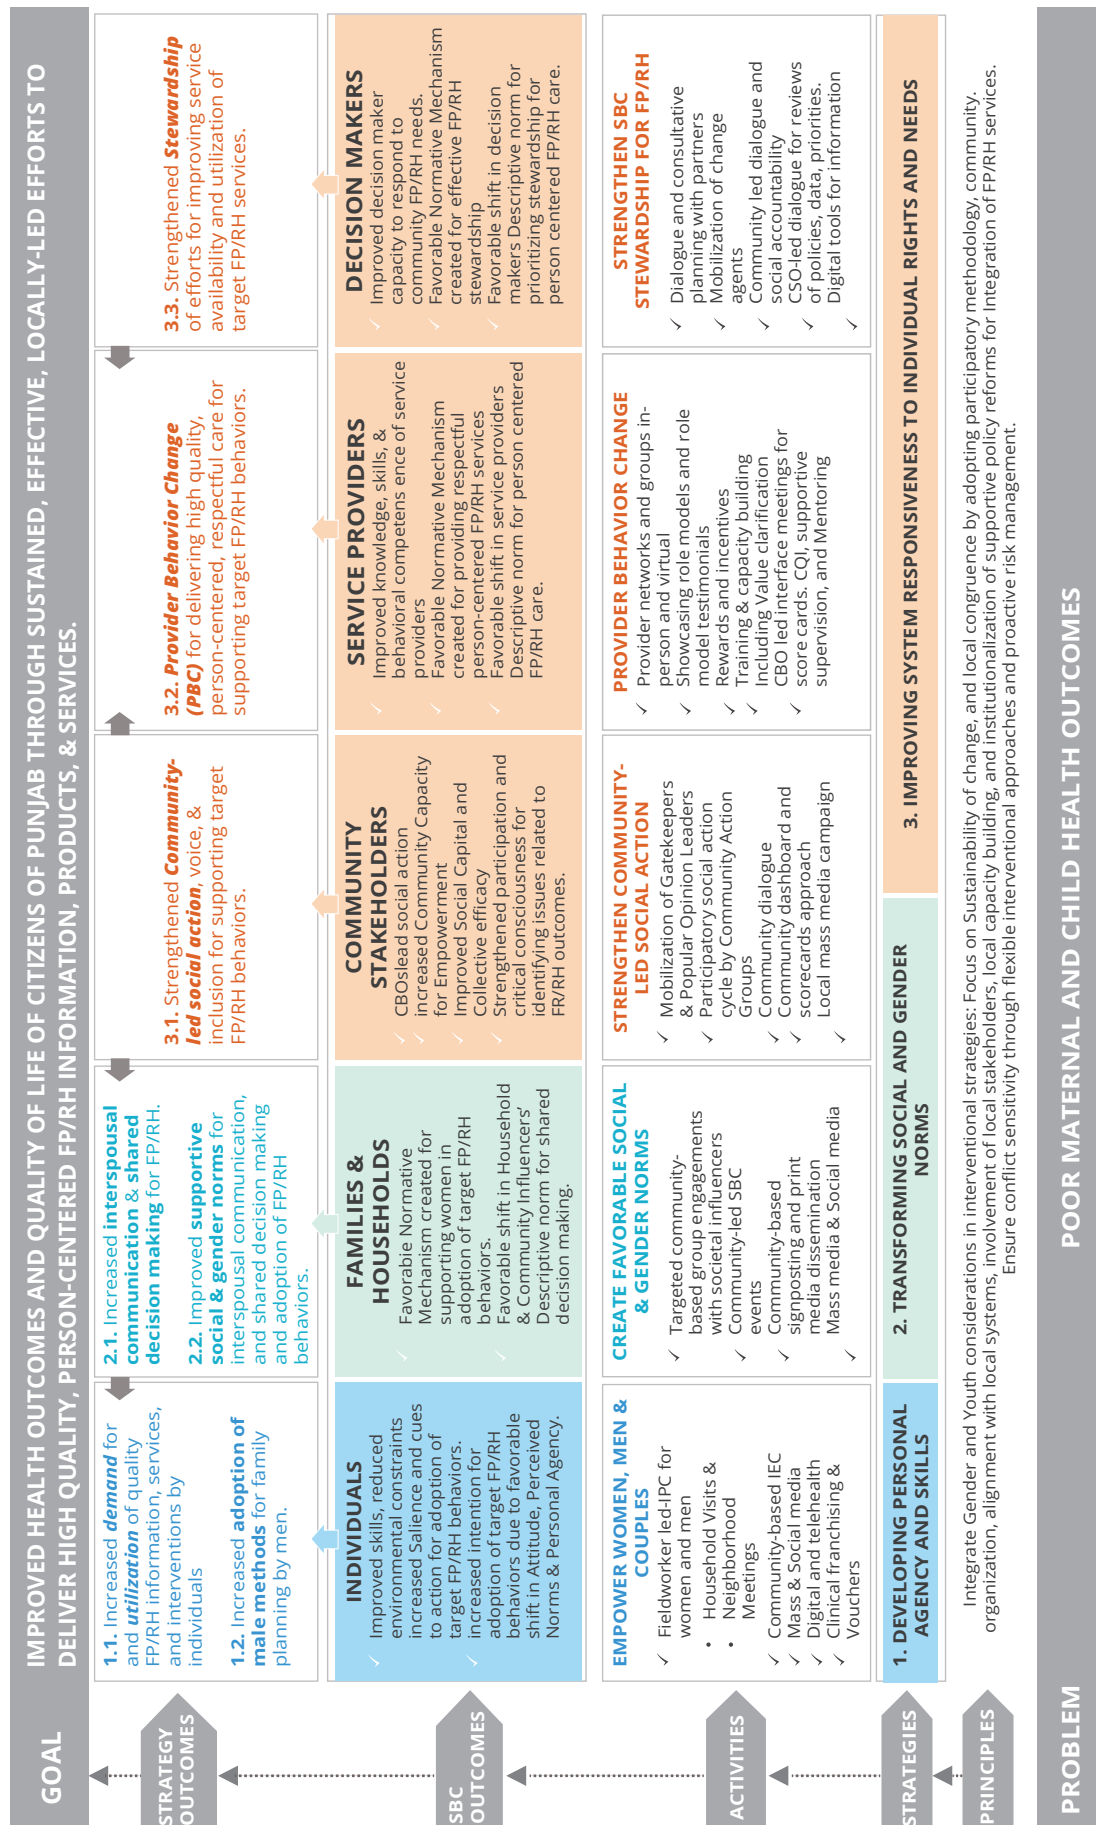 GOAL
IMPROVED HEALTH OUTCOMES AND QUALITY OF LIFE OF CITIZENS OF PUNJAB THROUGH SUSTAINED, EFFECTIVE, LOCALLY-LED EFFORTS TO
DELIVER HIGH QUALITY, PERSON-CENTERED FP/RH INFORMATION, PRODUCTS, & SERVICES.
STRATEGY
OUTCOMES
1.1. Increased demand for
and utilization of quality
FP/RH information, services,
and interventions by
individuals
1.2. Increased adoption of
male methods for family
planning by men.
2.1. Increased interspousal
communication & shared
decision making for FP/RH.
2.2. Improved supportive
social & gender norms for
interspousal communication,
and shared decision making
and adoption of FP/RH
behaviors.
3.1. Strengthened Community-
led social action, voice, &
inclusion for supporting target
FP/RH behaviors.
3.2. Provider Behavior Change
(PBC) for delivering high quality,
person-centered, respectful care for
supporting target FP/RH behaviors.
3.3. Strengthened Stewardship
of efforts for improving service
availability and utilization of
target FP/RH services.
SBC
OUTCOMES
INDIVIDUALS
✓ Improved skills, reduced
environmental constraints
increased Salience and cues
to action for adoption of
target FP/RH behaviors.
✓ increased intention for
adoption of target FP/RH
behaviors due to favorable
shift in Attitude, Perceived
Norms & Personal Agency.
FAMILIES &
HOUSEHOLDS
✓ Favorable Normative
Mechanism created for
supporting women in
adoption of target FP/RH
behaviors.
✓ Favorable shift in Household
& Community Influencers'
Descriptive norm for shared
decision making.
COMMUNITY
STAKEHOLDERS
✓ CBOslead social action
✓ increased Community Capacity
for Empowerment
✓ Improved Social Capital and
Collective efficacy
✓ Strengthened participation and
critical consciousness for
identifying issues related to
FR/RH outcomes.
SERVICE PROVIDERS
✓ Improved knowledge, skills, &
behavioral competens ence of service
providers
✓ Favorable Normative Mechanism
created for providing respectful
person-centered FP/RH services
✓ Favorable shift in service providers
Descriptive norm for person centered
FP/RH care.
DECISION MAKERS
✓ Improved decision maker
capacity to respond to
community FP/RH needs.
✓ Favorable Normative Mechanism
created for effective FP/RH
stewardship
✓ Favorable shift in decision
makers Descriptive norm for
prioritizing stewardship for
person centered FP/RH care.
ACTIVITIES
EMPOWER WOMEN, MEN &
COUPLES
✓ Fieldworker led-IPC for
women and men
• Household Visits &
• Neighborhood
Meetings
✓ Community-based IEC
✓ Mass & Social media
✓ Digital and telehealth
✓ Clinical franchising &
Vouchers
CREATE FAVORABLE SOCIAL
& GENDER NORMS
✓ Targeted community-
based group engagements
with societal influencers
✓ Community-led SBC
events
✓ Community-based
signposting and print
media dissemination
✓ Mass media & Social media
STRENGTHEN COMMUNITY-
LED SOCIAL ACTION
✓ Mobilization of Gatekeepers
& Popular Opinion Leaders
✓ Participatory social action
cycle by Community Action
Groups
✓ Community dialogue
✓ Community dashboard and
scorecards approach
✓ Local mass media campaign
PROVIDER BEHAVIOR CHANGE
✓ Provider networks and groups in-
person and virtual
✓ Showcasing role models and role
model testimonials
✓ Rewards and incentives
✓ Training & capacity building
Including Value clarification
✓ CBO led interface meetings for
score cards. CQI, supportive
supervision, and Mentoring
STRENGTHEN SBC
STEWARDSHIP FOR FP/RH
✓ Dialogue and consultative
planning with partners
✓ Mobilization of change
agents
✓ Community led dialogue and
social accountability
✓ CSO-led dialogue for reviews
of policies, data, priorities.
✓ Digital tools for information
STRATEGIES
1. DEVELOPING PERSONAL
AGENCY AND SKILLS
2. TRANSFORMING SOCIAL AND GENDER
NORMS
3. IMPROVING SYSTEM RESPONSIVENESS TO INDIVIDUAL RIGHTS AND NEEDS
PRINCIPLES
Integrate Gender and Youth considerations in interventional strategies: Focus on Sustainability of change, and local congruence by adopting participatory methodology, community.
organization, alignment with local systems, involvement of local stakeholders, local capacity building, and institutionalization of supportive policy reforms for Integration of FP/RH services.
Ensure conflict sensitivity through flexible interventional approaches and proactive risk management.
PROBLEM
POOR MATERNAL AND CHILD HEALTH OUTCOMES